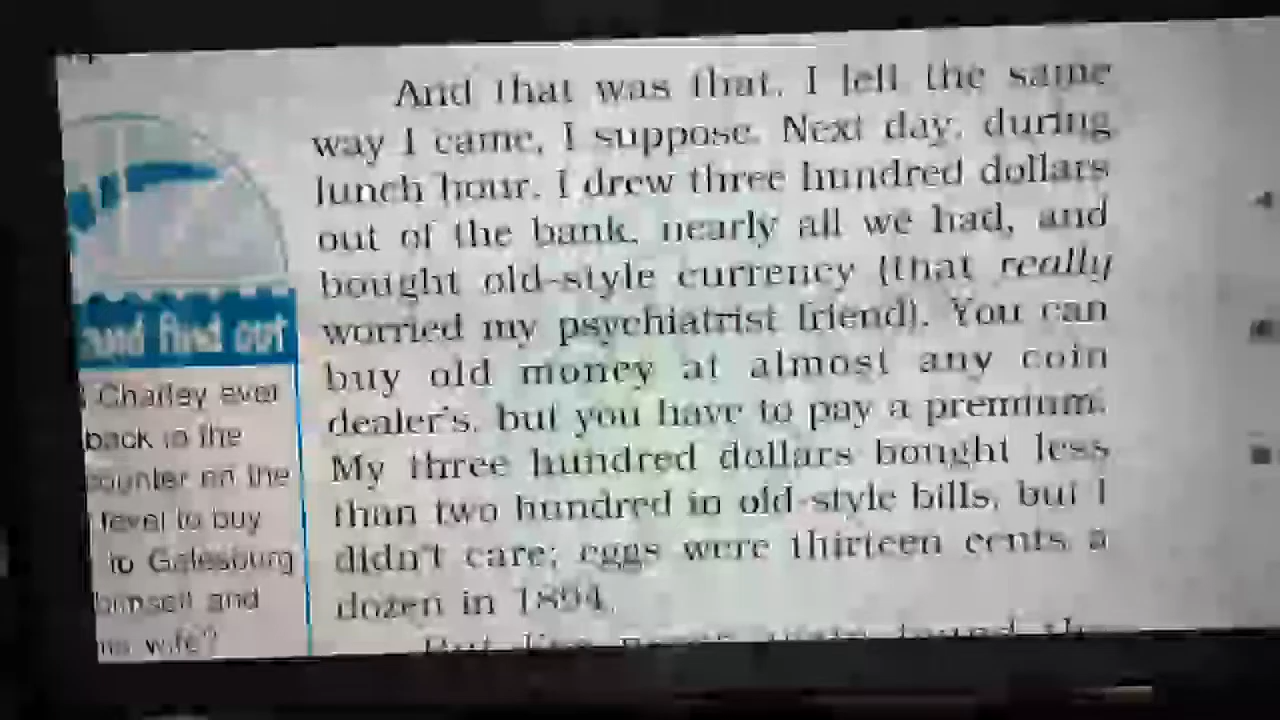 And that was that. I left the same
way I came, I suppose. Next day, during
lunch hour, I drew three hundred dollars
out of the bank, nearly all we had, and
bought old-style currency (that really
worried my psychiatrist friend). You can
buy old money at almost any coin
dealer's, but you have to pay a premium.
My three hundred dollars bought less
than two hundred in old-style bills, but I
didn't care; eggs were thirteen cents a
dozen in 1894.
and find out
Charley ever
back to the
counter on the
level to buy
to Galesburg
himself and
his wife?